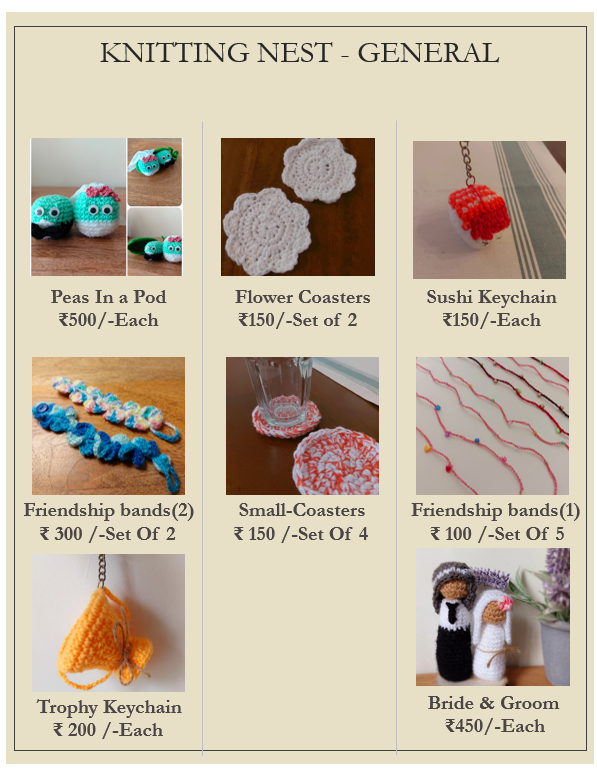 KNITTING NEST - GENERAL
Peas In a Pod
₹500/-Each
Flower Coasters
₹150/-Set of 2
Sushi Keychain
₹150/-Each
Friendship bands(2)
₹ 300 /-Set Of 2
Small-Coasters
₹ 150 /-Set Of 4
Friendship bands(1)
₹ 100 /-Set Of 5
Trophy Keychain
₹ 200 /-Each
Bride & Groom
₹450/-Each